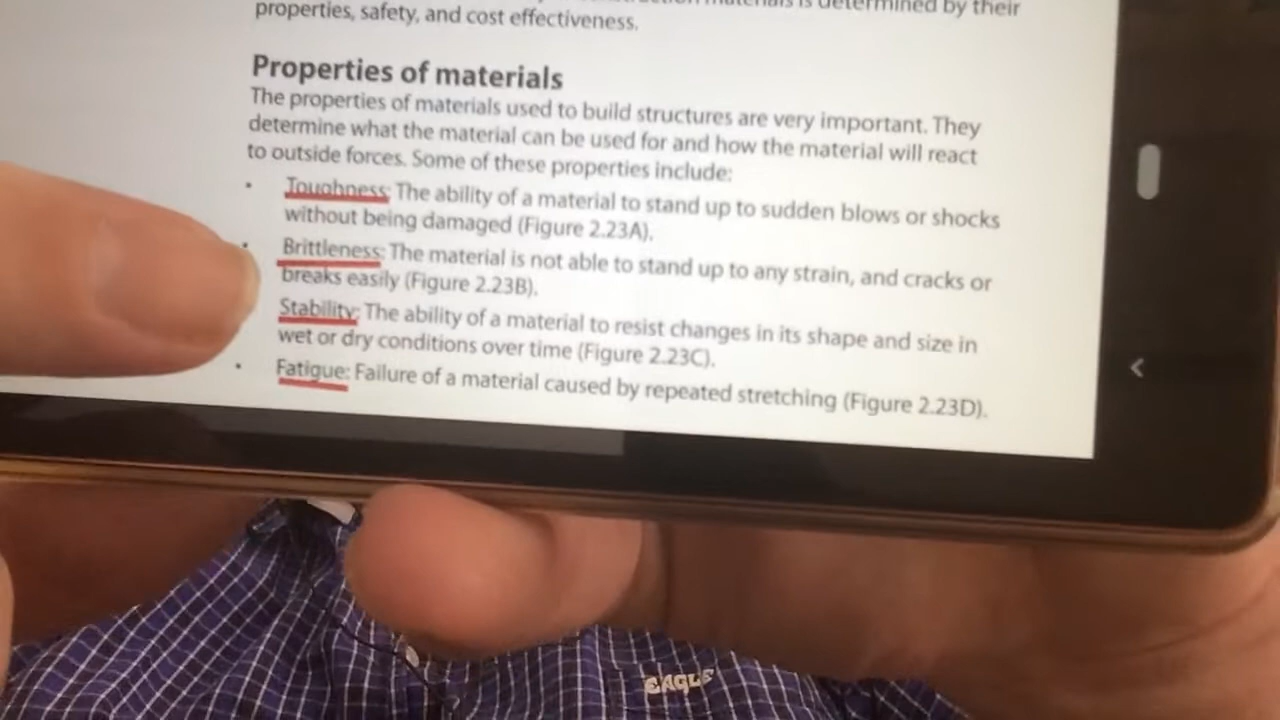 materials is determined by their
properties, safety, and cost effectiveness.
Properties of materials
The properties of materials used to build structures are very important. They
determine what the material can be used for and how the material will react
to outside forces. Some of these properties include:
• Toughness: The ability of a material to stand up to sudden blows or shocks
without being damaged (Figure 2.23A).
• Brittleness: The material is not able to stand up to any strain, and cracks or
breaks easily (Figure 2.23B).
Stability: The ability of a material to resist changes in its shape and size in
wet or dry conditions over time (Figure 2.23C).
• Fatigue: Failure of a material caused by repeated stretching (Figure 2.23D).
EAGLE